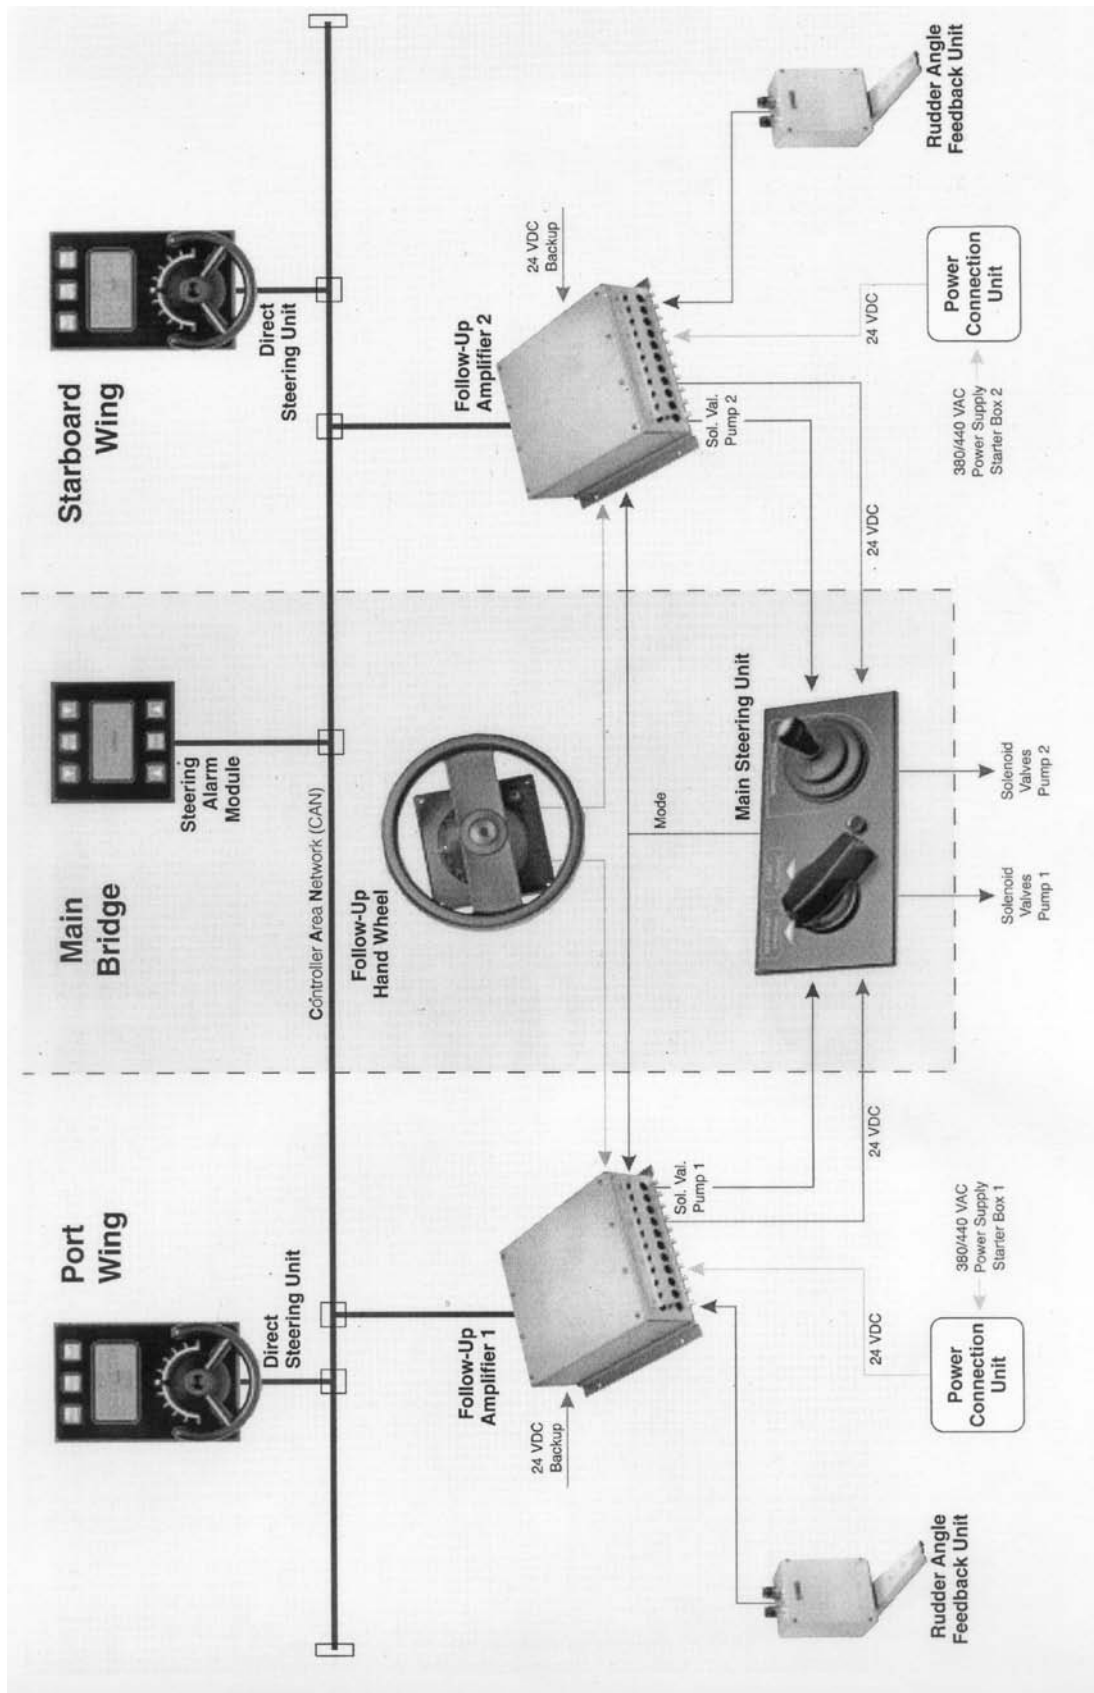 Port
Wing
Main
Bridge
Starboard
Wing
Direct
Steering Unit
Steering
Alarm
Module
Direct
Steering Unit
Controller Area Network (CAN)
Follow-Up
Amplifier 1
Follow-Up
Hand Wheel
Follow-Up
Amplifier 2
24 VDC
Backup
24 VDC
Backup
Sol. Val.
Pump 1
Mode
Sol. Val.
Pump 2
Main Steering Unit
24 VDC
24 VDC
24 VDC
24 VDC
Rudder Angle
Feedback Unit
Power
Connection
Unit
380/440 VAC
Power Supply
Starter Box 1
Solenoid
Valves
Pump 1
Solenoid
Valves
Pump 2
380/440 VAC
Power Supply
Starter Box 2
Power
Connection
Unit
Rudder Angle
Feedback Unit